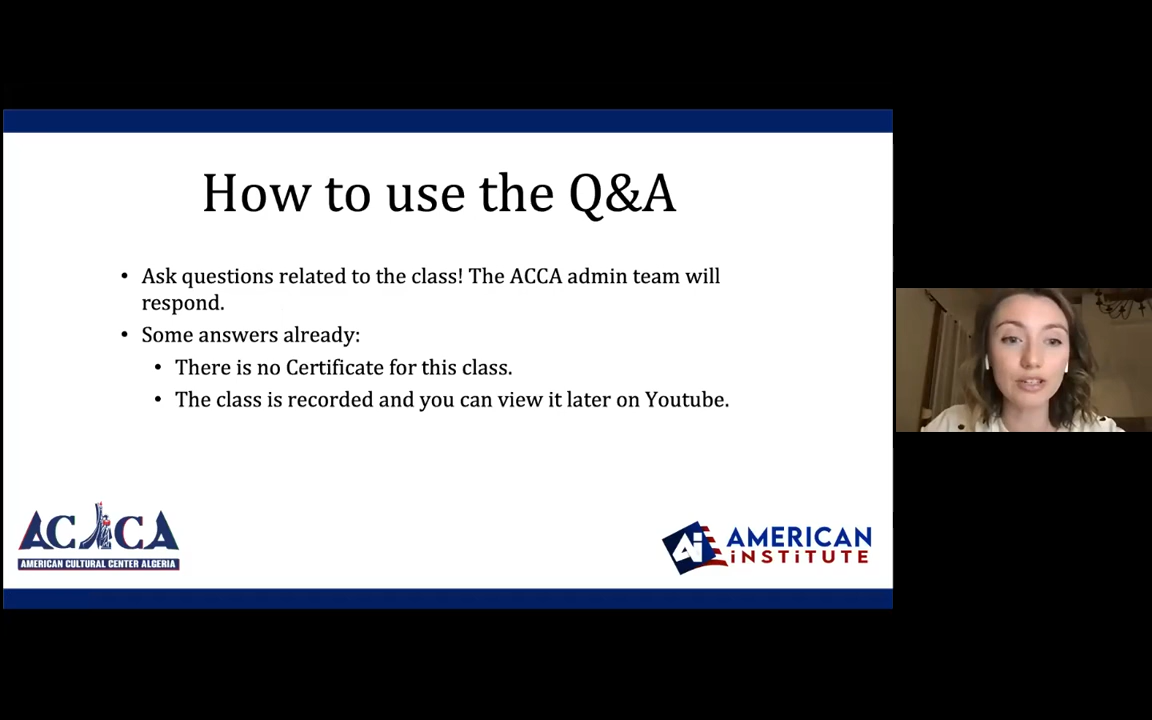 How to use the Q&A
• Ask questions related to the class! The ACCA admin team will
respond.
• Some answers already:
• There is no Certificate for this class.
• The class is recorded and you can view it later on Youtube.
ACCA
AMERICAN CULTURAL CENTER ALGERIA
Ai
AMERICAN
iNSTiTUTE